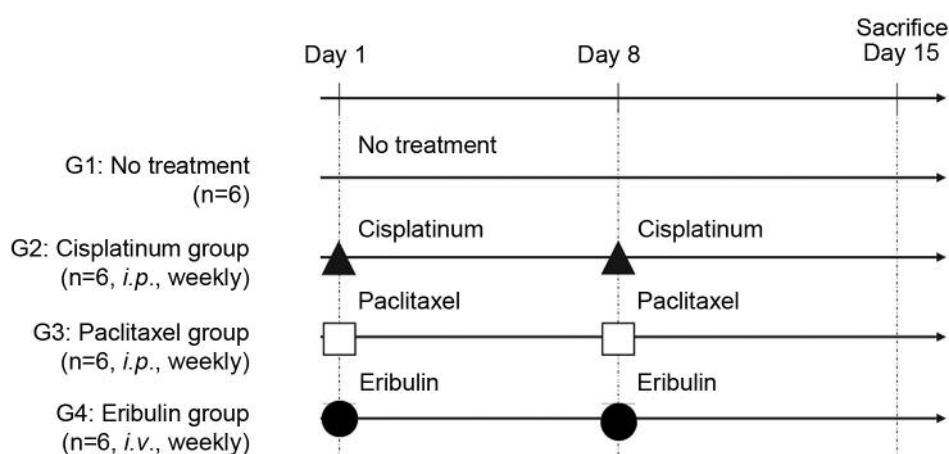 Sacrifice
Day 1 Day 8 Day 15
No treatment
G1: No treatment
(n=6)
Cisplatinum Cisplatinum
G2: Cisplatinum group
(n=6, i.p., weekly)
Paclitaxel Paclitaxel
G3: Paclitaxel group
(n=6, i.p., weekly)
Eribulin Eribulin
G4: Eribulin group
(n=6, i.v., weekly)